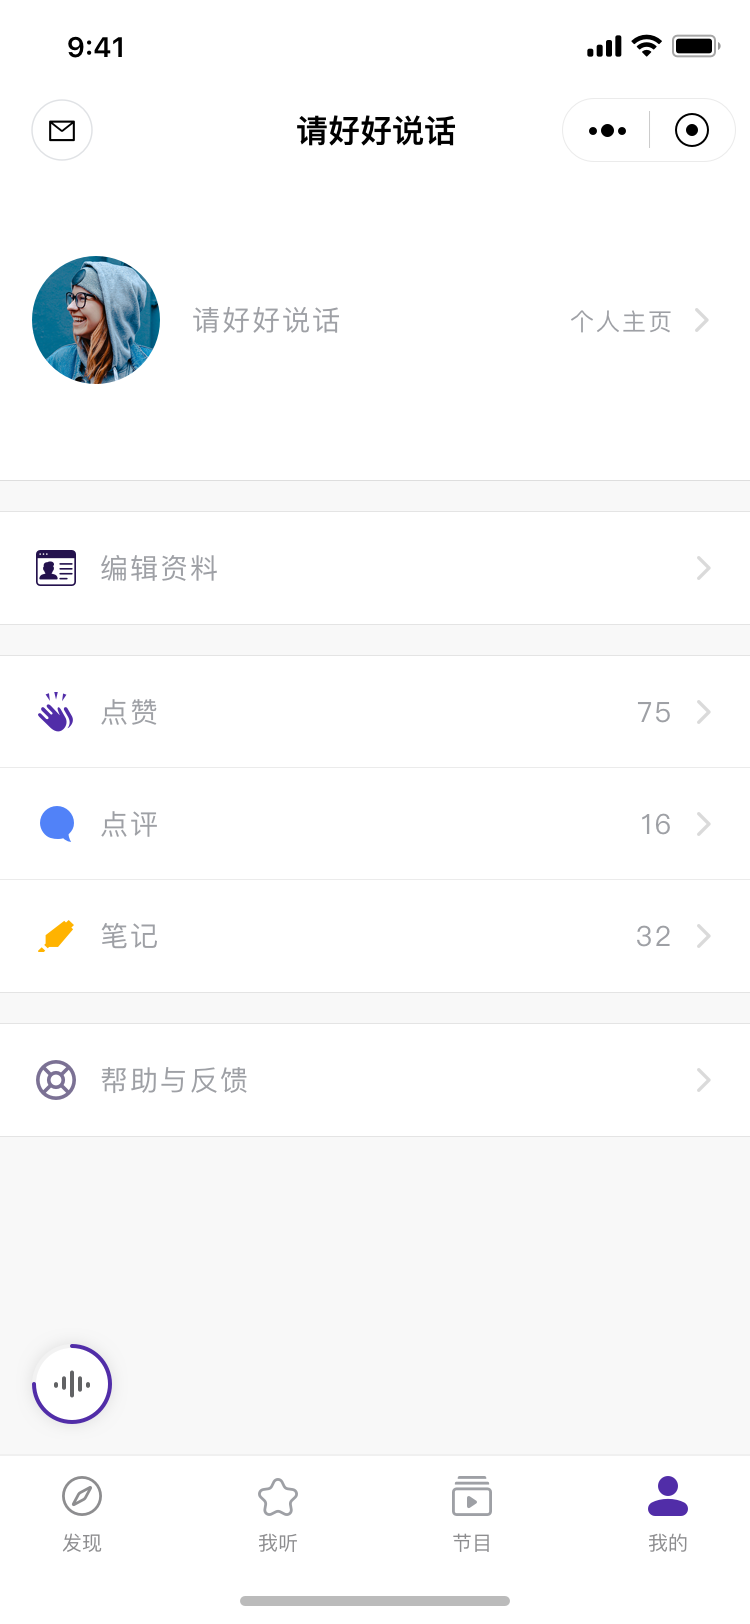 9:41
请好好说话
请好好说话 个人主页
编辑资料
点赞 75
点评 16
笔记 32
帮助与反馈
发现 我听 节目 我的